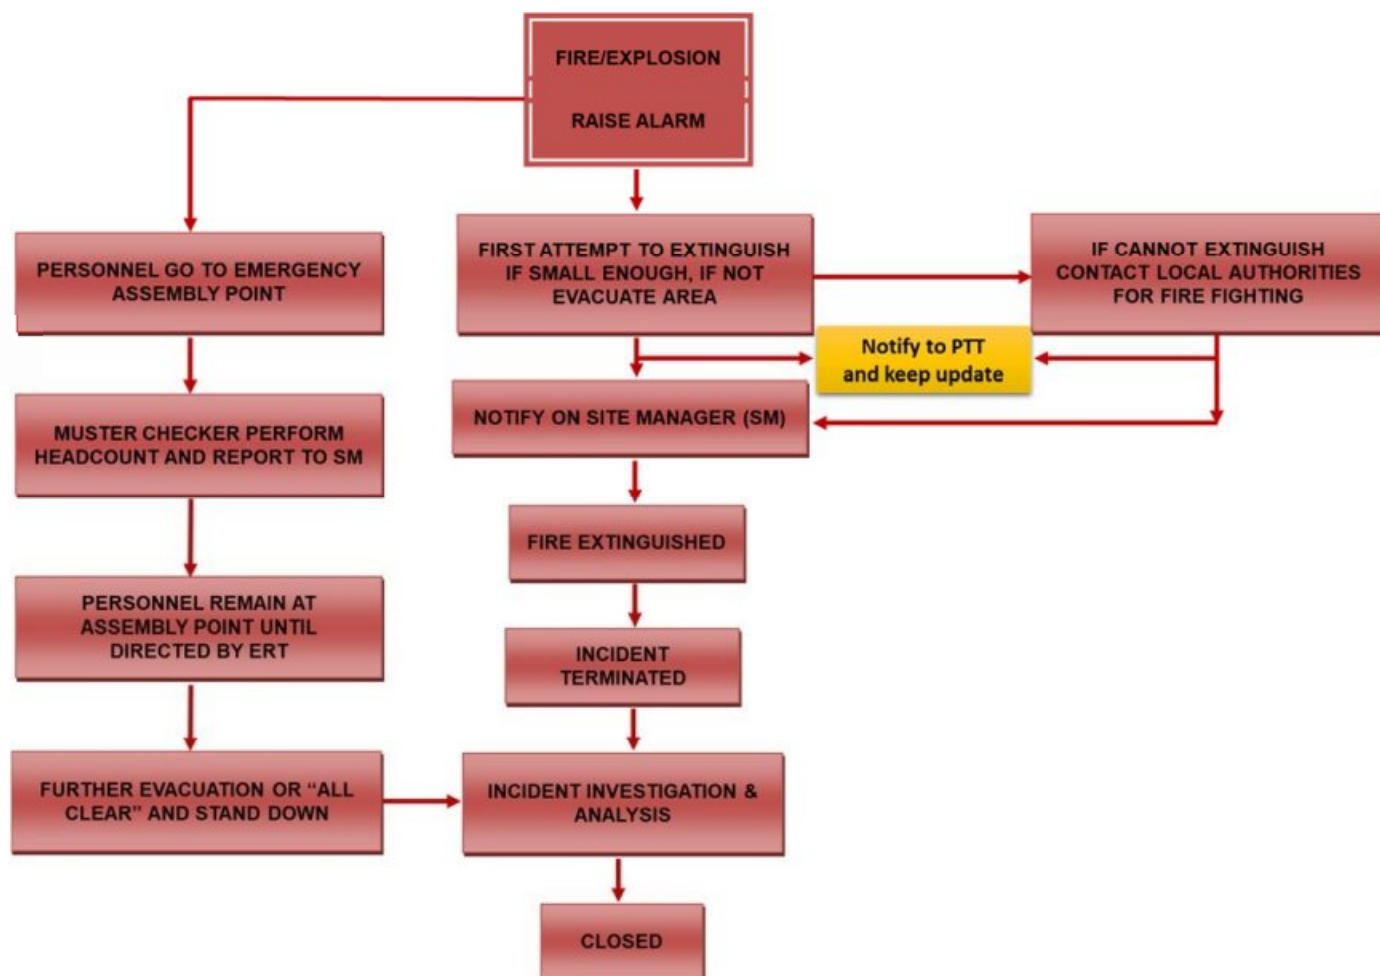 FIRE/EXPLOSION
RAISE ALARM
PERSONNEL GO TO EMERGENCY
ASSEMBLY POINT
FIRST ATTEMPT TO EXTINGUISH
IF SMALL ENOUGH, IF NOT
EVACUATE AREA
IF CANNOT EXTINGUISH
CONTACT LOCAL AUTHORITIES
FOR FIRE FIGHTING
Notify to PTT
and keep update
MUSTER CHECKER PERFORM
HEADCOUNT AND REPORT TO SM
NOTIFY ON SITE MANAGER (SM)
FIRE EXTINGUISHED
PERSONNEL REMAIN AT
ASSEMBLY POINT UNTIL
DIRECTED BY ERT
INCIDENT
TERMINATED
FURTHER EVACUATION OR “ALL
CLEAR” AND STAND DOWN
INCIDENT INVESTIGATION &
ANALYSIS
CLOSED